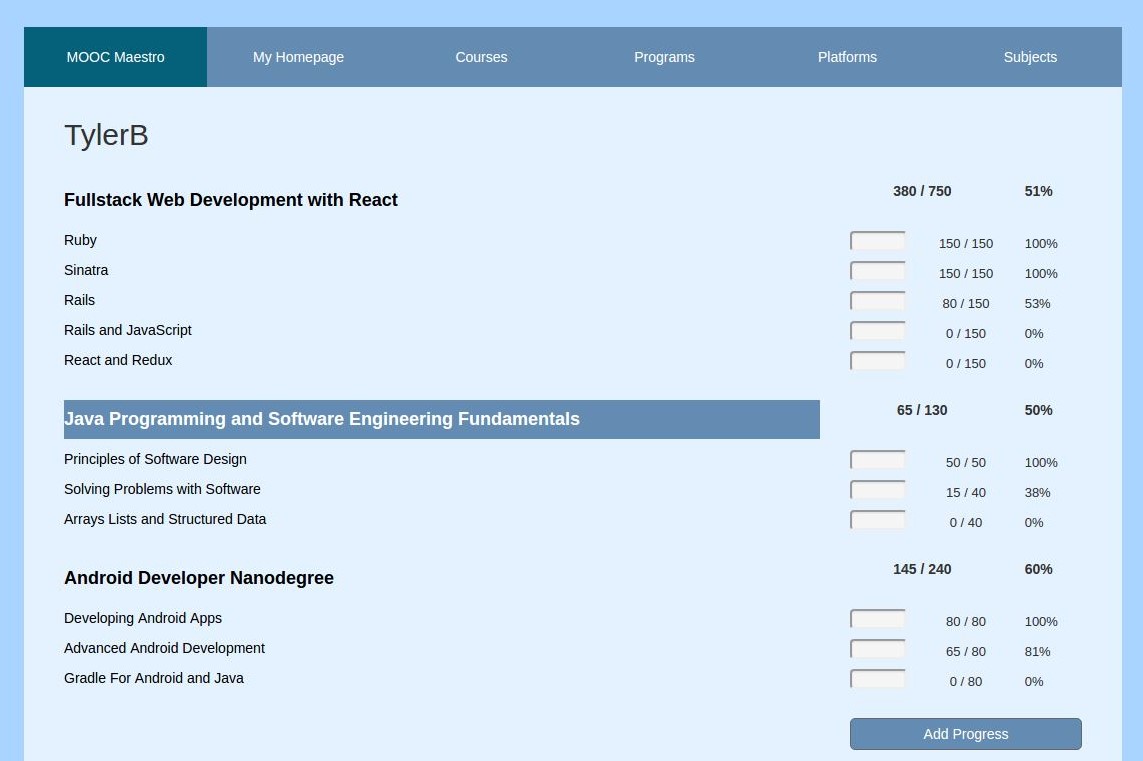 MOOC Maestro My Homepage Courses Programs Platforms Subjects
TylerB
Fullstack Web Development with React 380 / 750 51%
Ruby 150 / 150 100%
Sinatra 150 / 150 100%
Rails 80 / 150 53%
Rails and JavaScript 0 / 150 0%
React and Redux 0 / 150 0%
Java Programming and Software Engineering Fundamentals 65 / 130 50%
Principles of Software Design 50 / 50 100%
Solving Problems with Software 15 / 40 38%
Arrays Lists and Structured Data 0 / 40 0%
Android Developer Nanodegree 145 / 240 60%
Developing Android Apps 80 / 80 100%
Advanced Android Development 65 / 80 81%
Gradle For Android and Java 0 / 80 0%
Add Progress